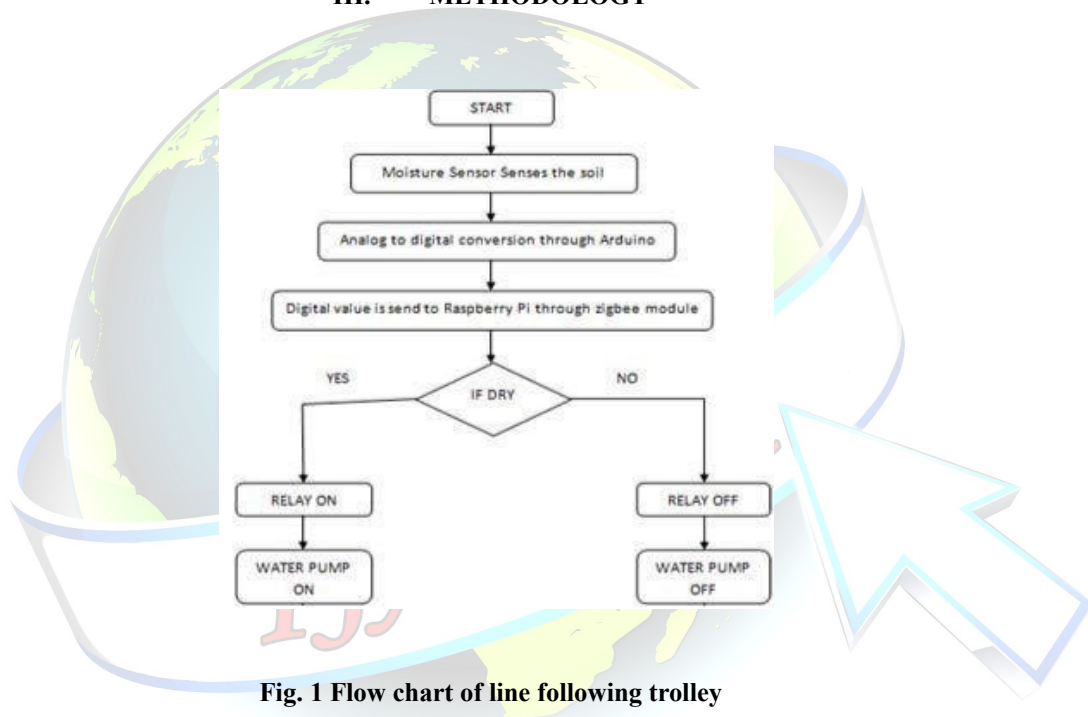 III. METHODOLOGY
START
Moisture Sensor Senses the soil
Analog to digital conversion through Arduino
Digital value is send to Raspberry Pi through zigbee module
YES
NO
IF DRY
RELAY ON
RELAY OFF
WATER PUMP
ON
WATER PUMP
OFF
Fig. 1 Flow chart of line following trolley